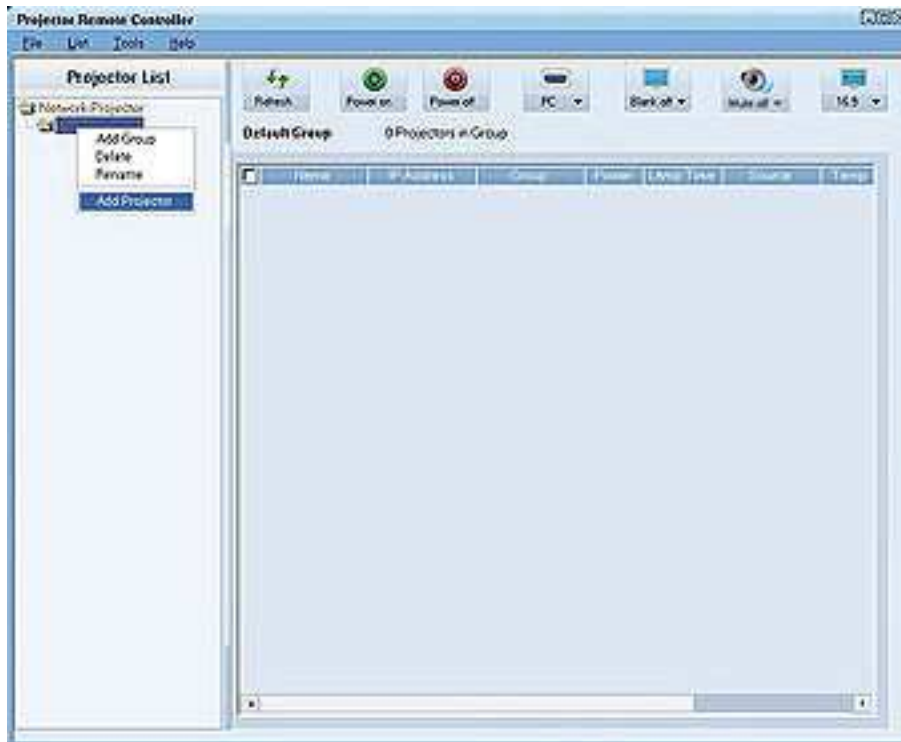 Projector Remote Controller
File List Tools Help
Projector List
Refresh Power on Power off PC Blank off Mute off 16:9
Network Projector
Default Group 0 Projectors in Group
Add Group
Delete
Rename
Add Projector
Name IP Address Group Power Lamp Time Source Temp